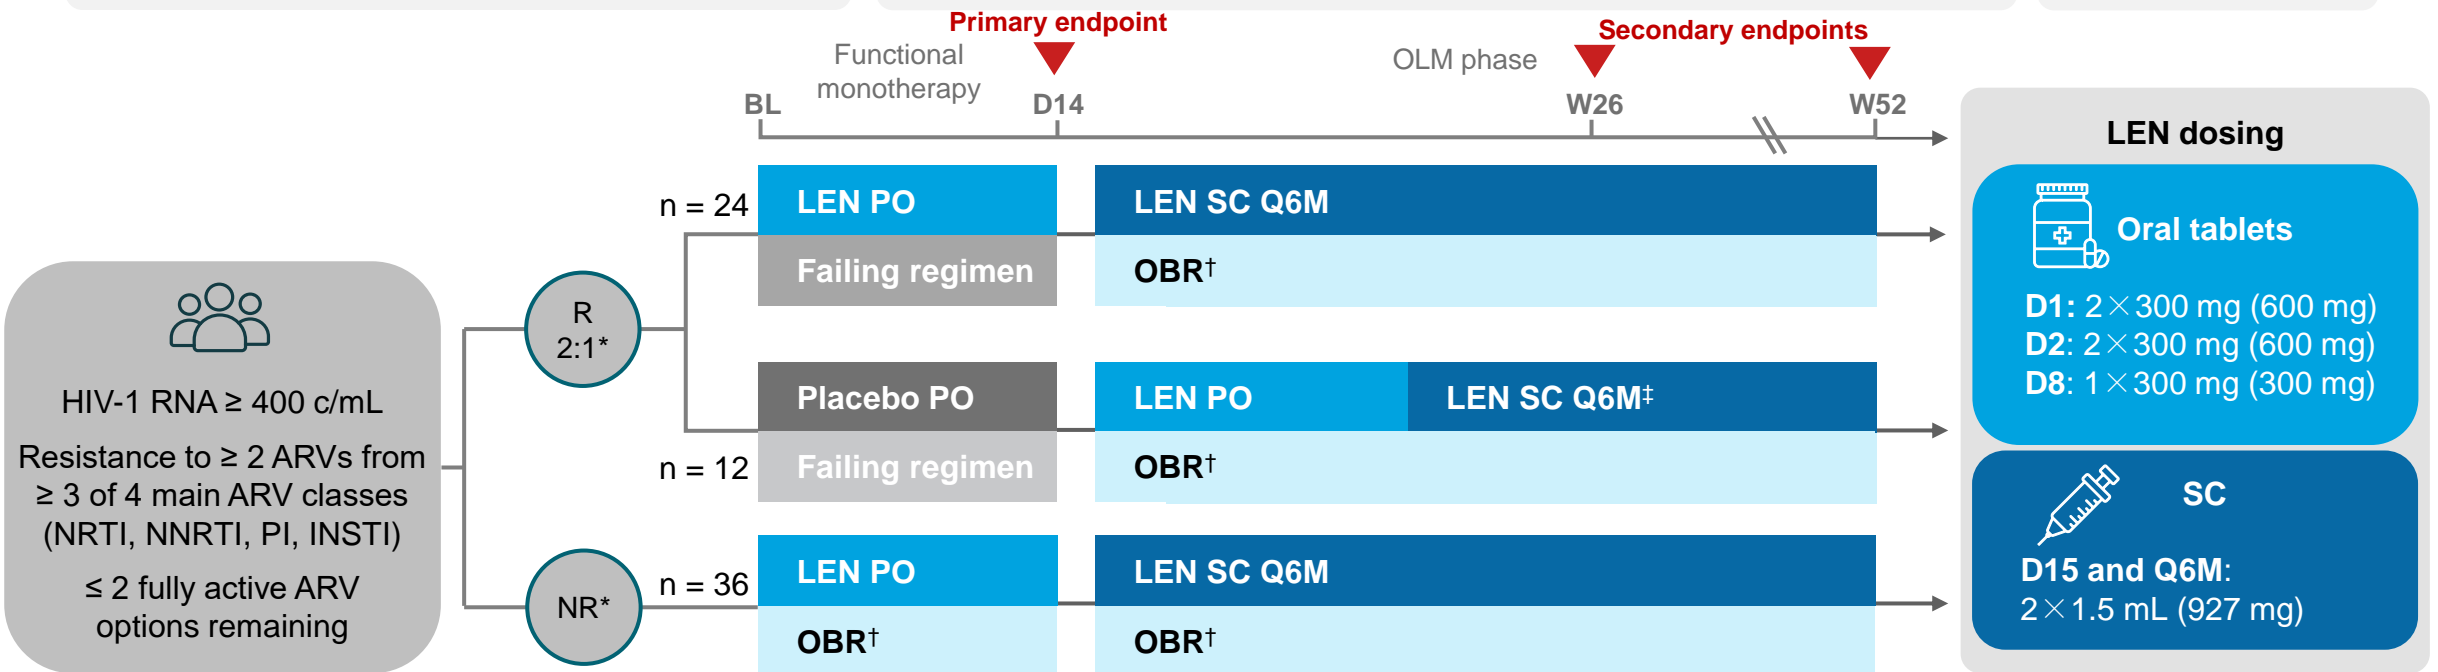 Primary endpoint
Secondary endpoints
Functional
monotherapy
OLM phase
BL
D14
W26
W52
HIV-1 RNA ≥ 400 c/mL
Resistance to ≥ 2 ARVs from
≥ 3 of 4 main ARV classes
(NRTI, NNRTI, PI, INSTI)
≤ 2 fully active ARV
options remaining
R
2:1*
NR*
n = 24
LEN PO
LEN SC Q6M
Failing regimen
OBR†
n = 12
Placebo PO
LEN PO
LEN SC Q6M‡
Failing regimen
OBR†
n = 36
LEN PO
LEN SC Q6M
OBR†
OBR†
LEN dosing
Oral tablets
D1: 2×300 mg (600 mg)
D2: 2×300 mg (600 mg)
D8: 1×300 mg (300 mg)
SC
D15 and Q6M:
2×1.5 mL (927 mg)